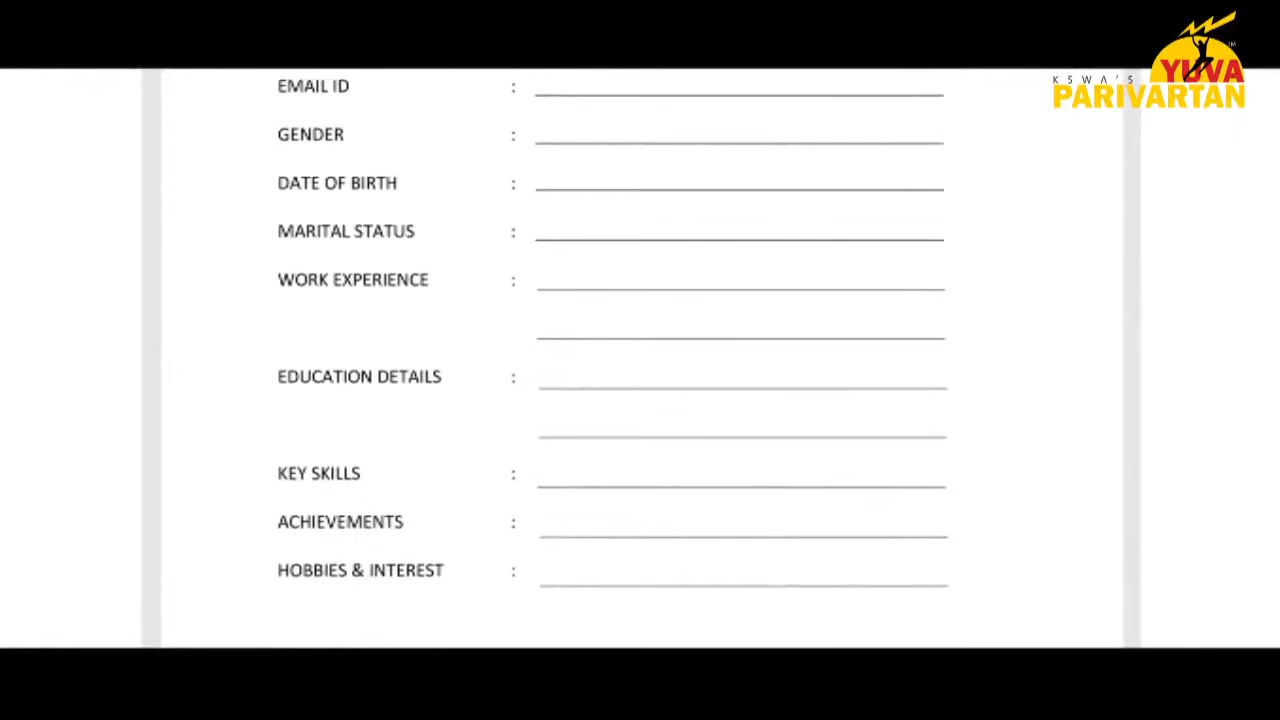 KSWA'S YUVA TM
PARIVARTAN
EMAIL ID :
GENDER :
DATE OF BIRTH :
MARITAL STATUS :
WORK EXPERIENCE :
EDUCATION DETAILS :
KEY SKILLS :
ACHIEVEMENTS :
HOBBIES & INTEREST :